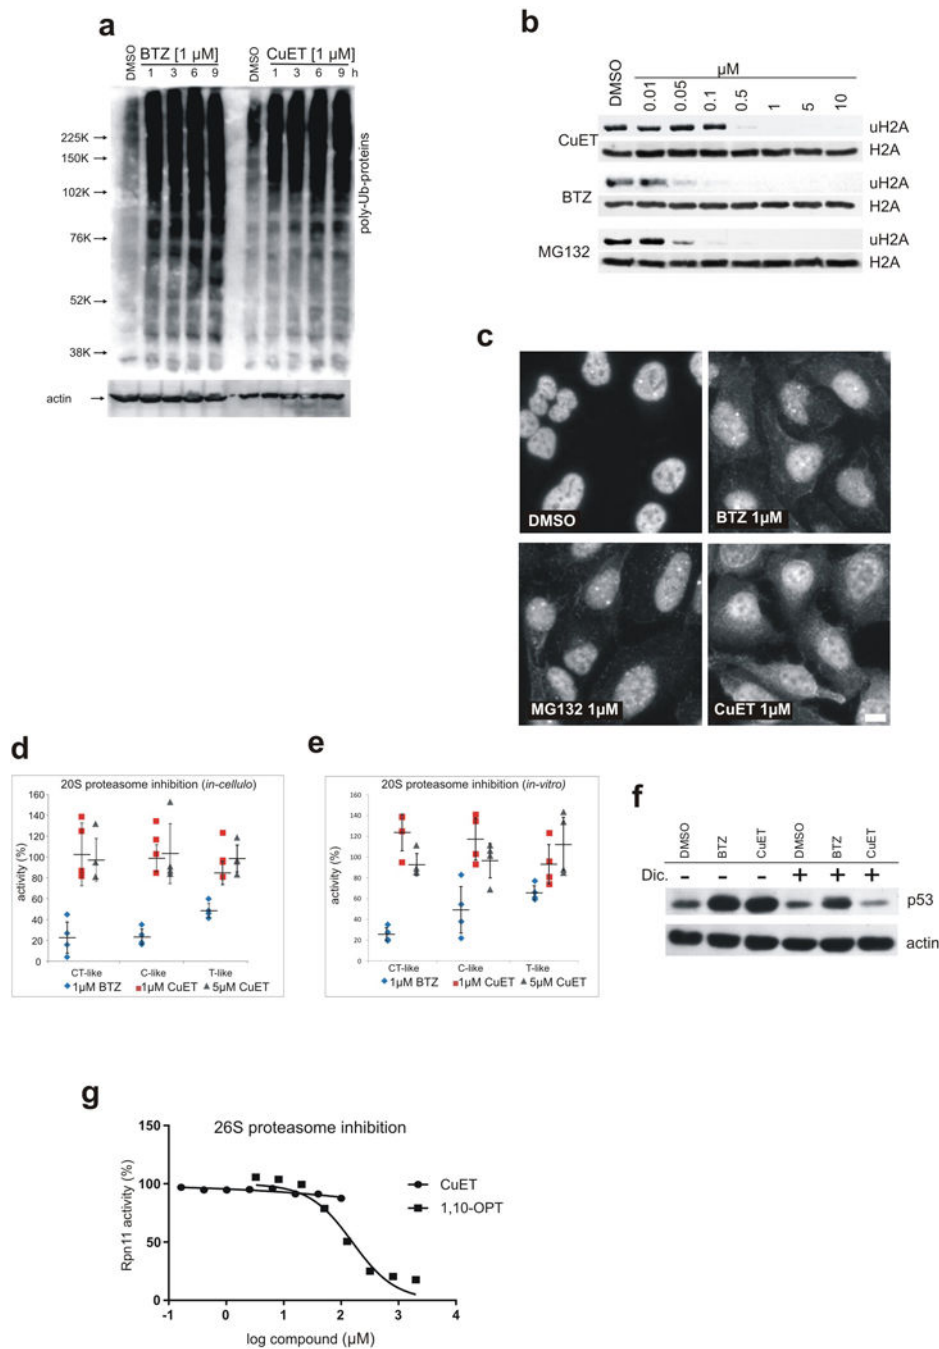 a
DMSO BTZ [1 µM] DMSO CuET [1 µM]
1 3 6 9 1 3 6 9 h
225K
150K
102K
76K
52K
38K
poly-Ub-proteins
actin
b
DMSO
µM
0.01 0.05 0.1 0.5 1 5 10
CuET
uH2A
H2A
BTZ
uH2A
H2A
MG132
uH2A
H2A
c
DMSO
BTZ 1µM
MG132 1µM
CuET 1µM
d
20S proteasome inhibition (in-cellulo)
activity (%)
160
140
120
100
80
60
40
20
0
CT-like C-like T-like
1µM BTZ 1µM CuET 5µM CuET
e
20S proteasome inhibition (in-vitro)
activity (%)
160
140
120
100
80
60
40
20
0
CT-like C-like T-like
1µM BTZ 1µM CuET 5µM CuET
f
DMSO BTZ CuET DMSO BTZ CuET
Dic. - - - + + +
p53
actin
g
26S proteasome inhibition
Rpn11 activity (%)
150
100
50
0
-1 0 1 2 3 4
log compound (µM)
CuET
1,10-OPT